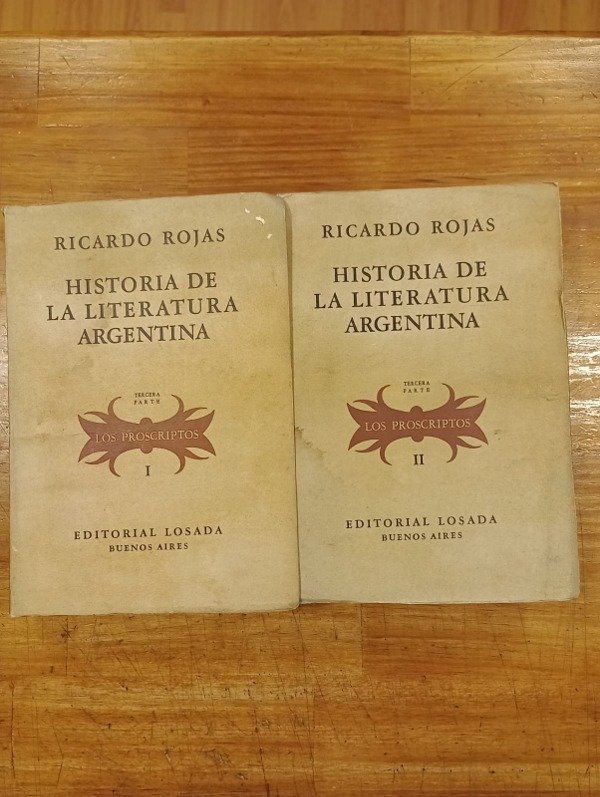 RICARDO ROJAS
HISTORIA DE
LA LITERATURA
ARGENTINA
TERCERA
PARTE
LOS PROSCRIPTOS
I
EDITORIAL LOSADA
BUENOS AIRES
RICARDO ROJAS
HISTORIA DE
LA LITERATURA
ARGENTINA
TERCERA
PARTE
LOS PROSCRIPTOS
II
EDITORIAL LOSADA
BUENOS AIRES